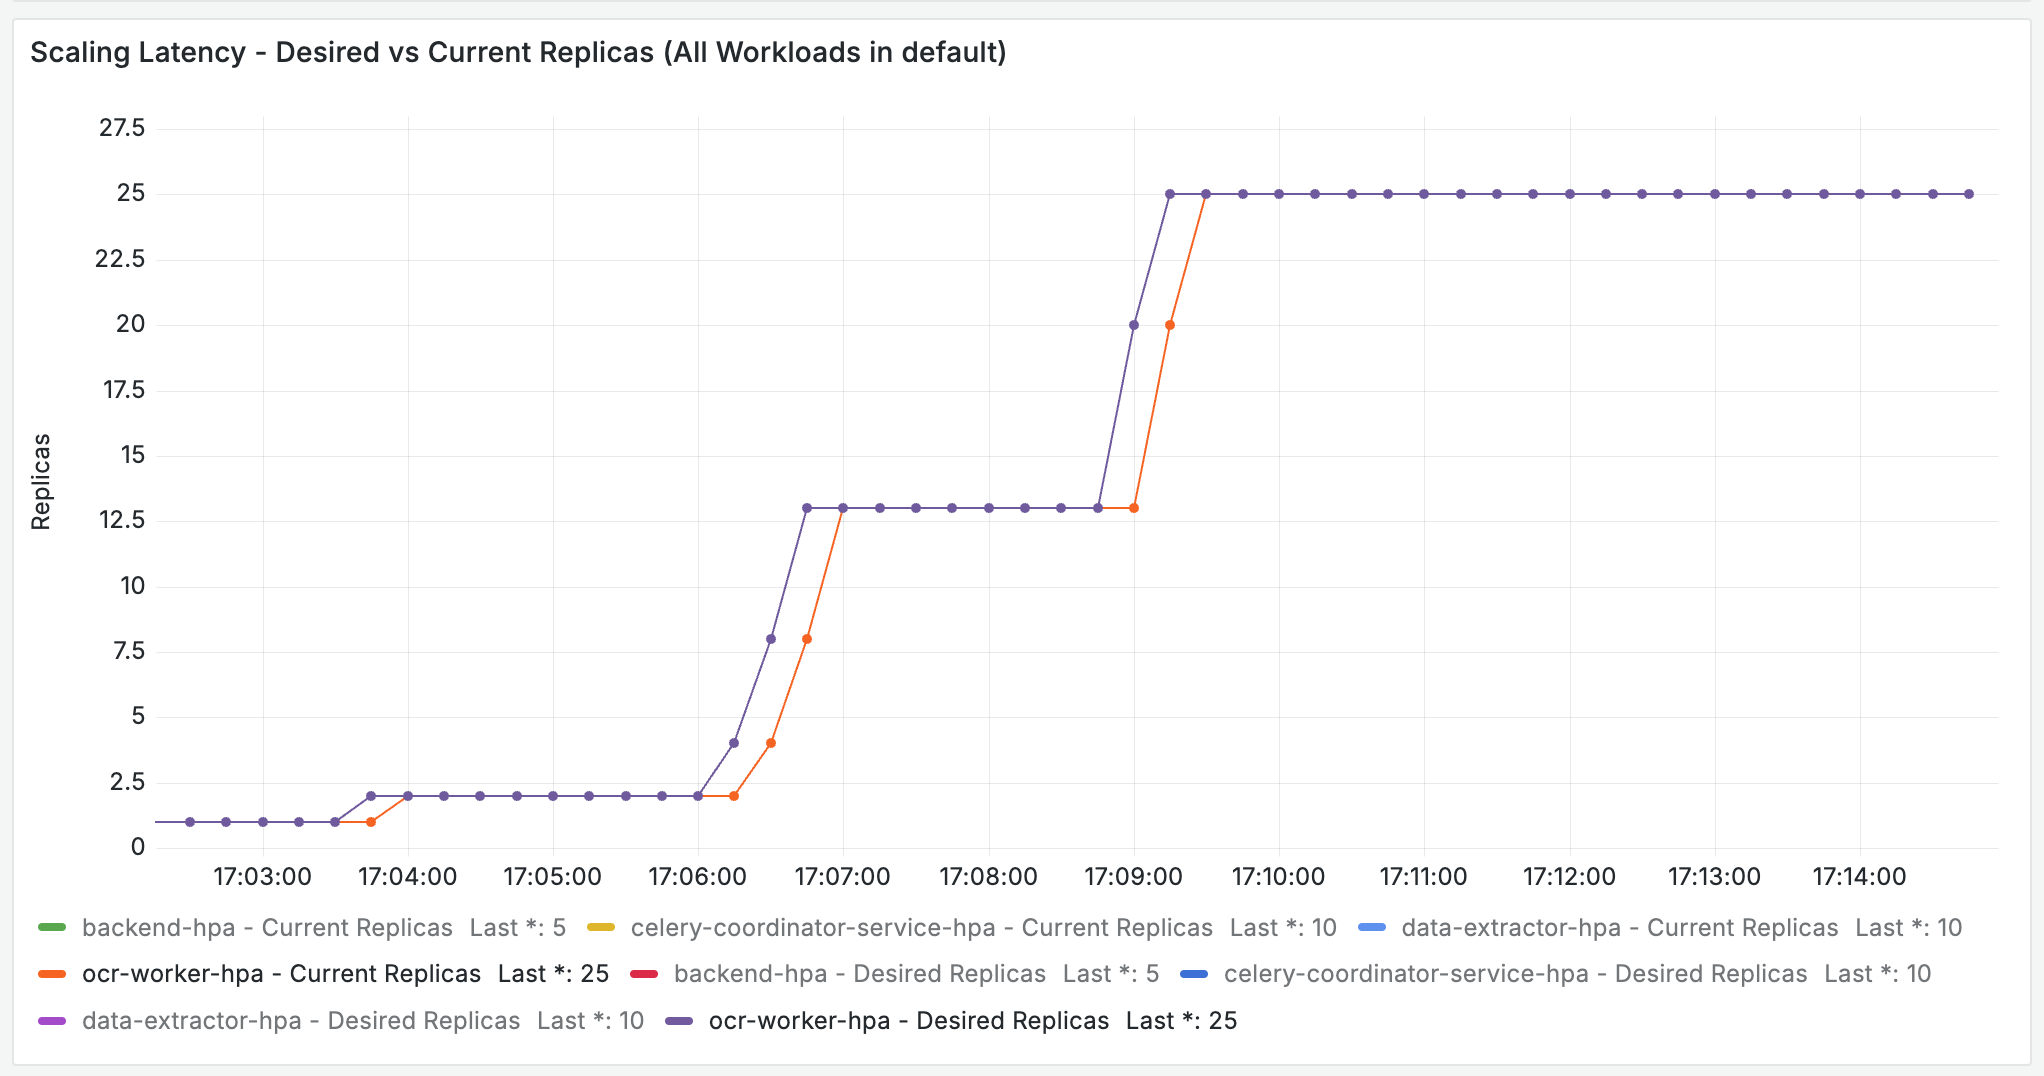 Scaling Latency - Desired vs Current Replicas (All Workloads in default)
27.5
25
22.5
20
17.5
15
12.5
10
7.5
5
2.5
0
Replicas
17:03:00 17:04:00 17:05:00 17:06:00 17:07:00 17:08:00 17:09:00 17:10:00 17:11:00 17:12:00 17:13:00 17:14:00
backend-hpa - Current Replicas Last *: 5 celery-coordinator-service-hpa - Current Replicas Last *: 10 data-extractor-hpa - Current Replicas Last *: 10
ocr-worker-hpa - Current Replicas Last *: 25 backend-hpa - Desired Replicas Last *: 5 celery-coordinator-service-hpa - Desired Replicas Last *: 10
data-extractor-hpa - Desired Replicas Last *: 10 ocr-worker-hpa - Desired Replicas Last *: 25